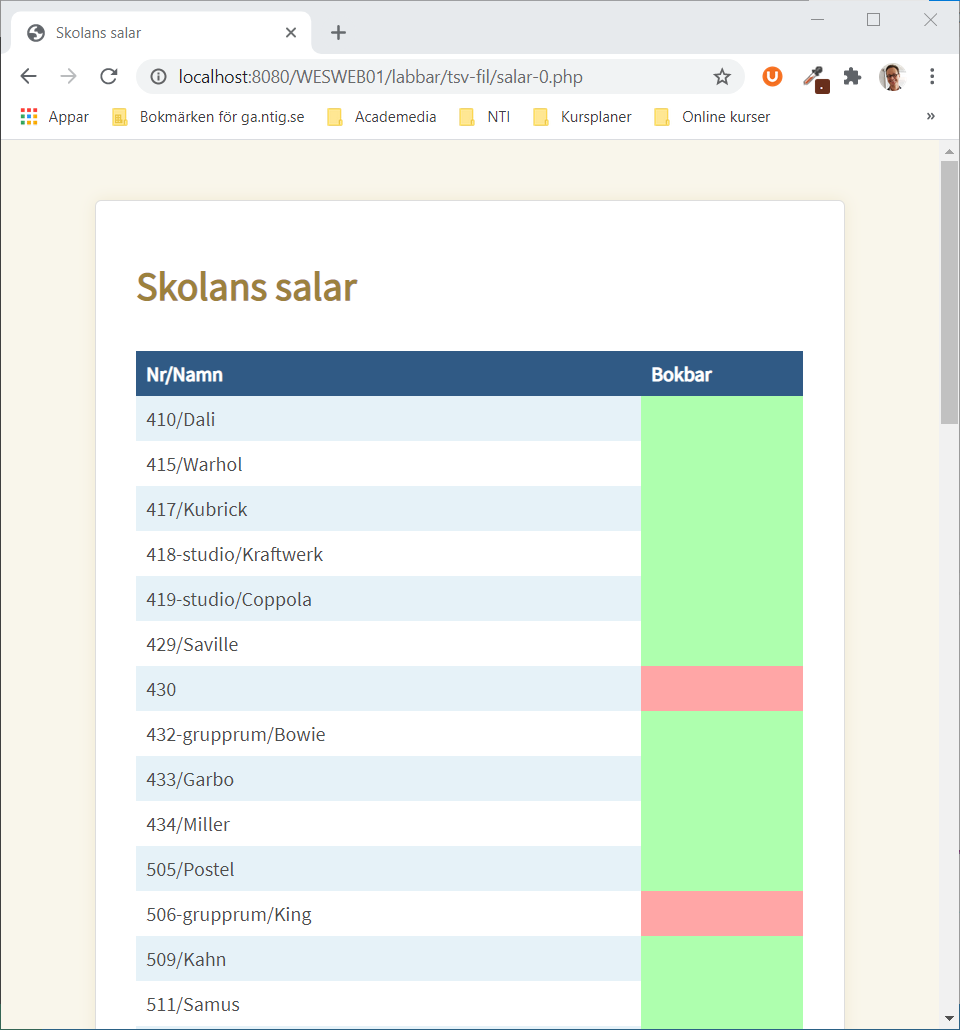 Skolans salar
localhost:8080/WESWEB01/labbar/tsv-fil/salar-0.php
Appar Bokmärken för ga.ntig.se Academedia NTI Kursplaner Online kurser »
Skolans salar
Nr/Namn Bokbar
410/Dali
415/Warhol
417/Kubrick
418-studio/Kraftwerk
419-studio/Coppola
429/Saville
430
432-grupprum/Bowie
433/Garbo
434/Miller
505/Postel
506-grupprum/King
509/Kahn
511/Samus